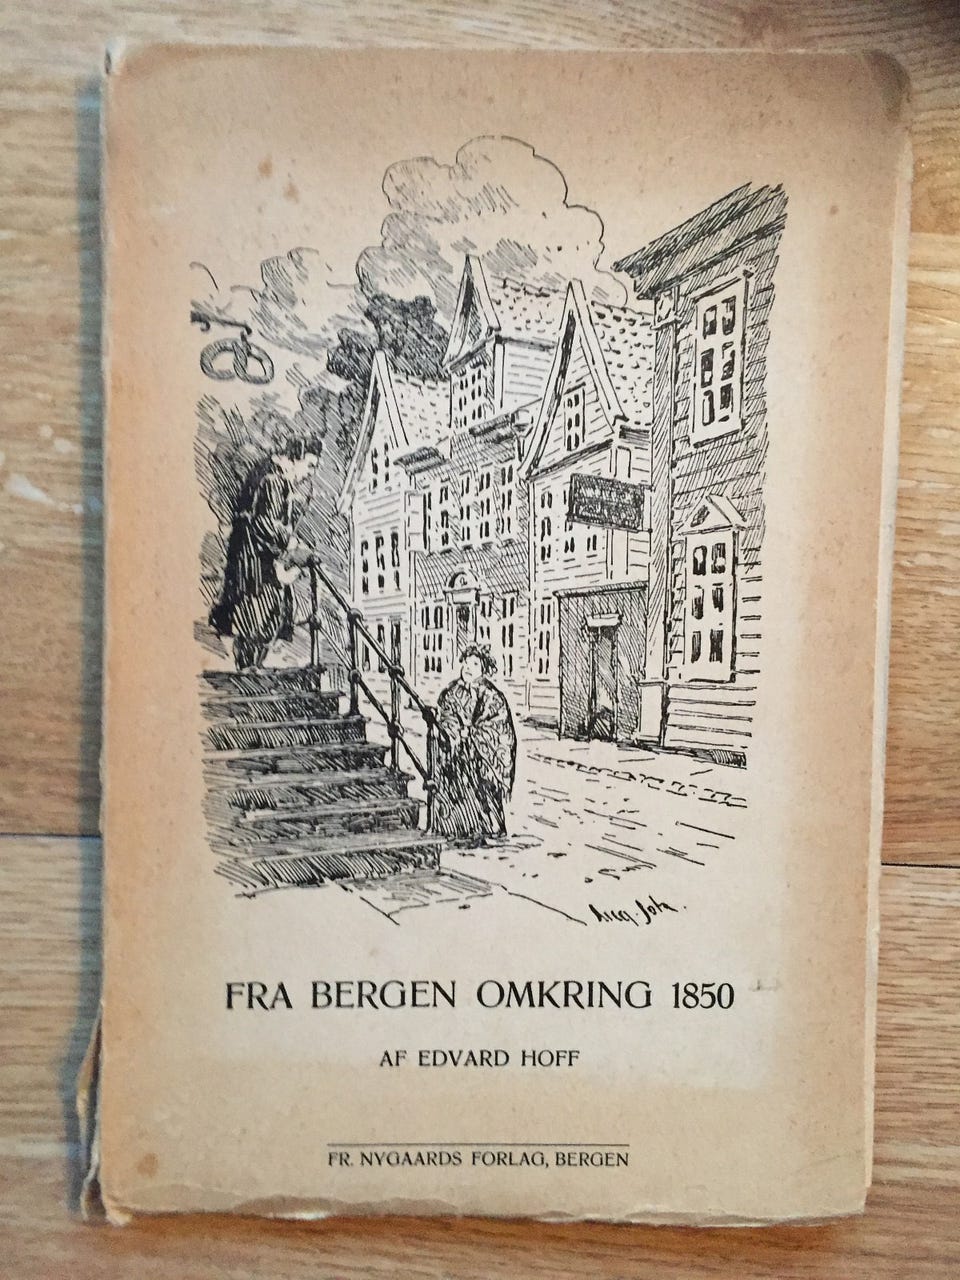 FRA BERGEN OMKRING 1850
AF EDVARD HOFF
FR. NYGAARDS FORLAG, BERGEN